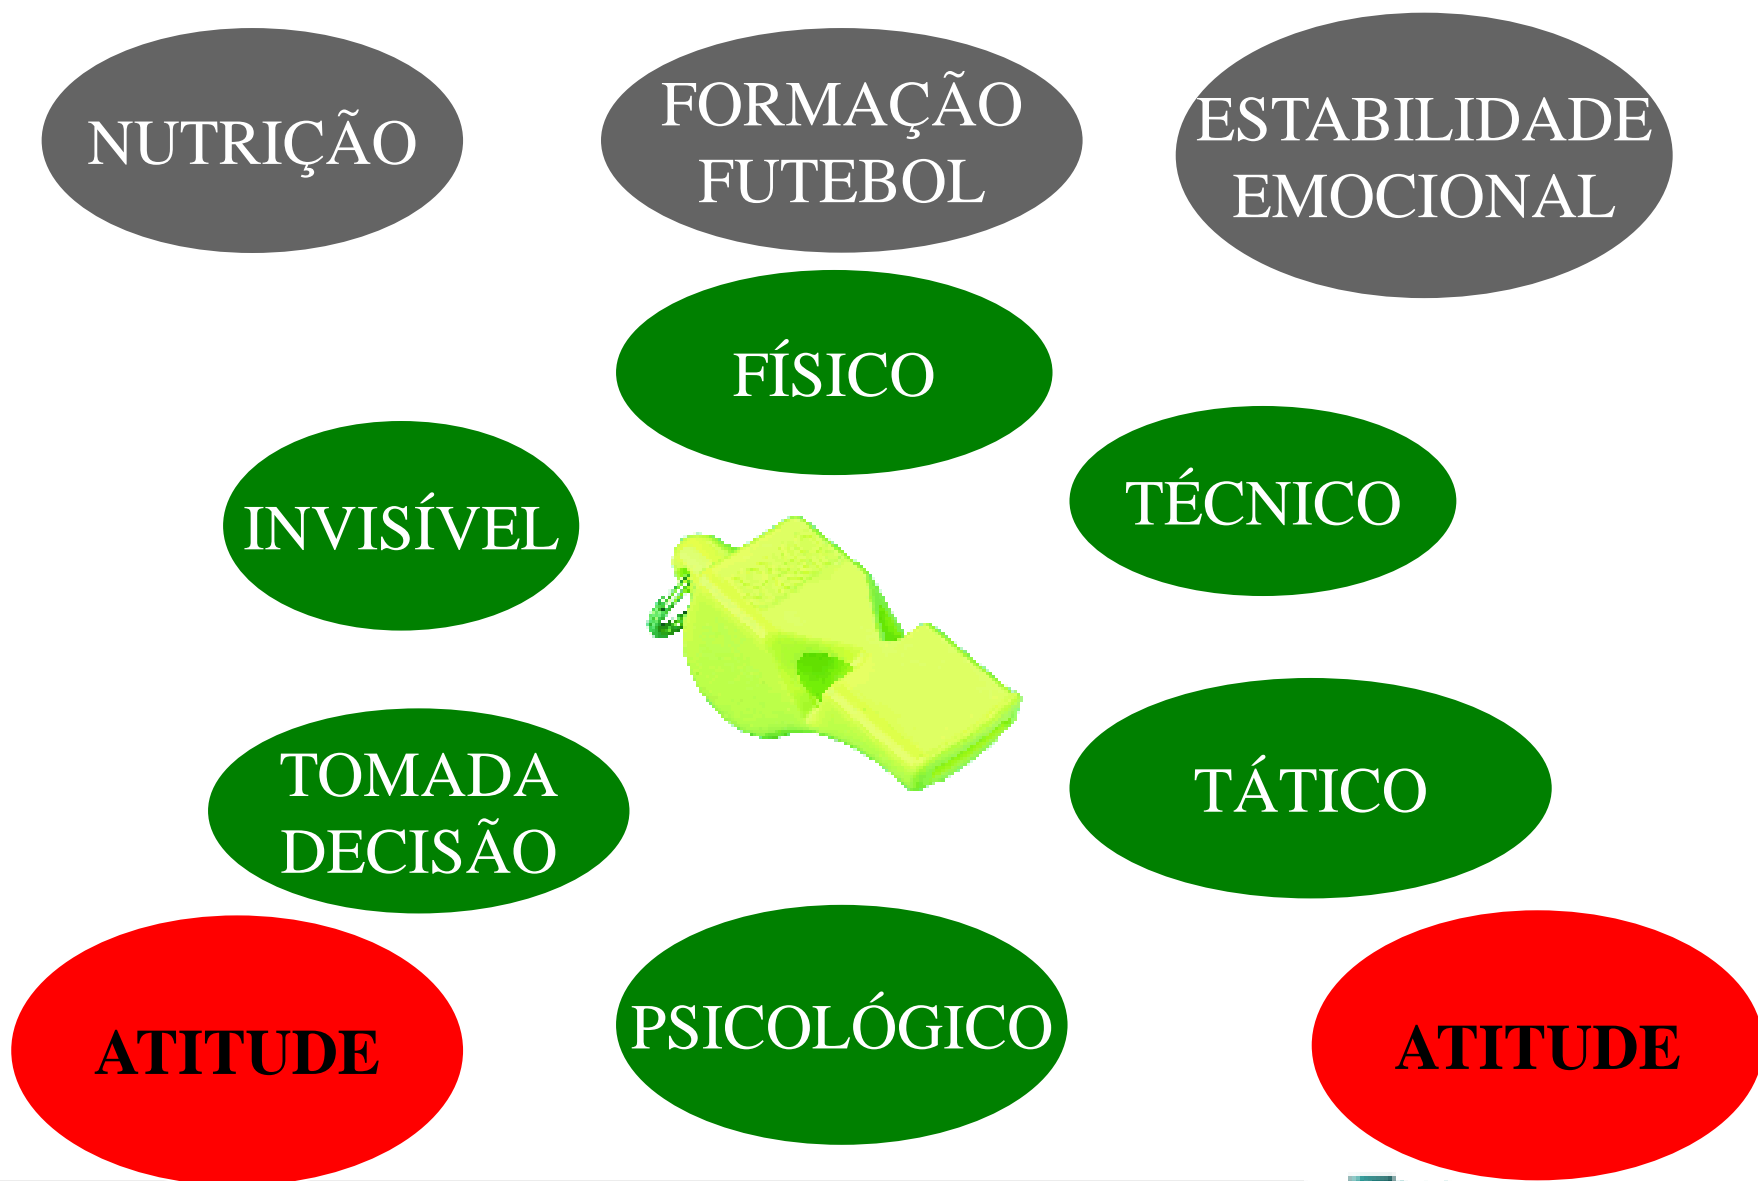 NUTRIÇÃO
FORMAÇÃO
FUTEBOL
ESTABILIDADE
EMOCIONAL
FÍSICO
INVISÍVEL
TÉCNICO
TOMADA
DECISÃO
TÁTICO
ATITUDE
PSICOLÓGICO
ATITUDE